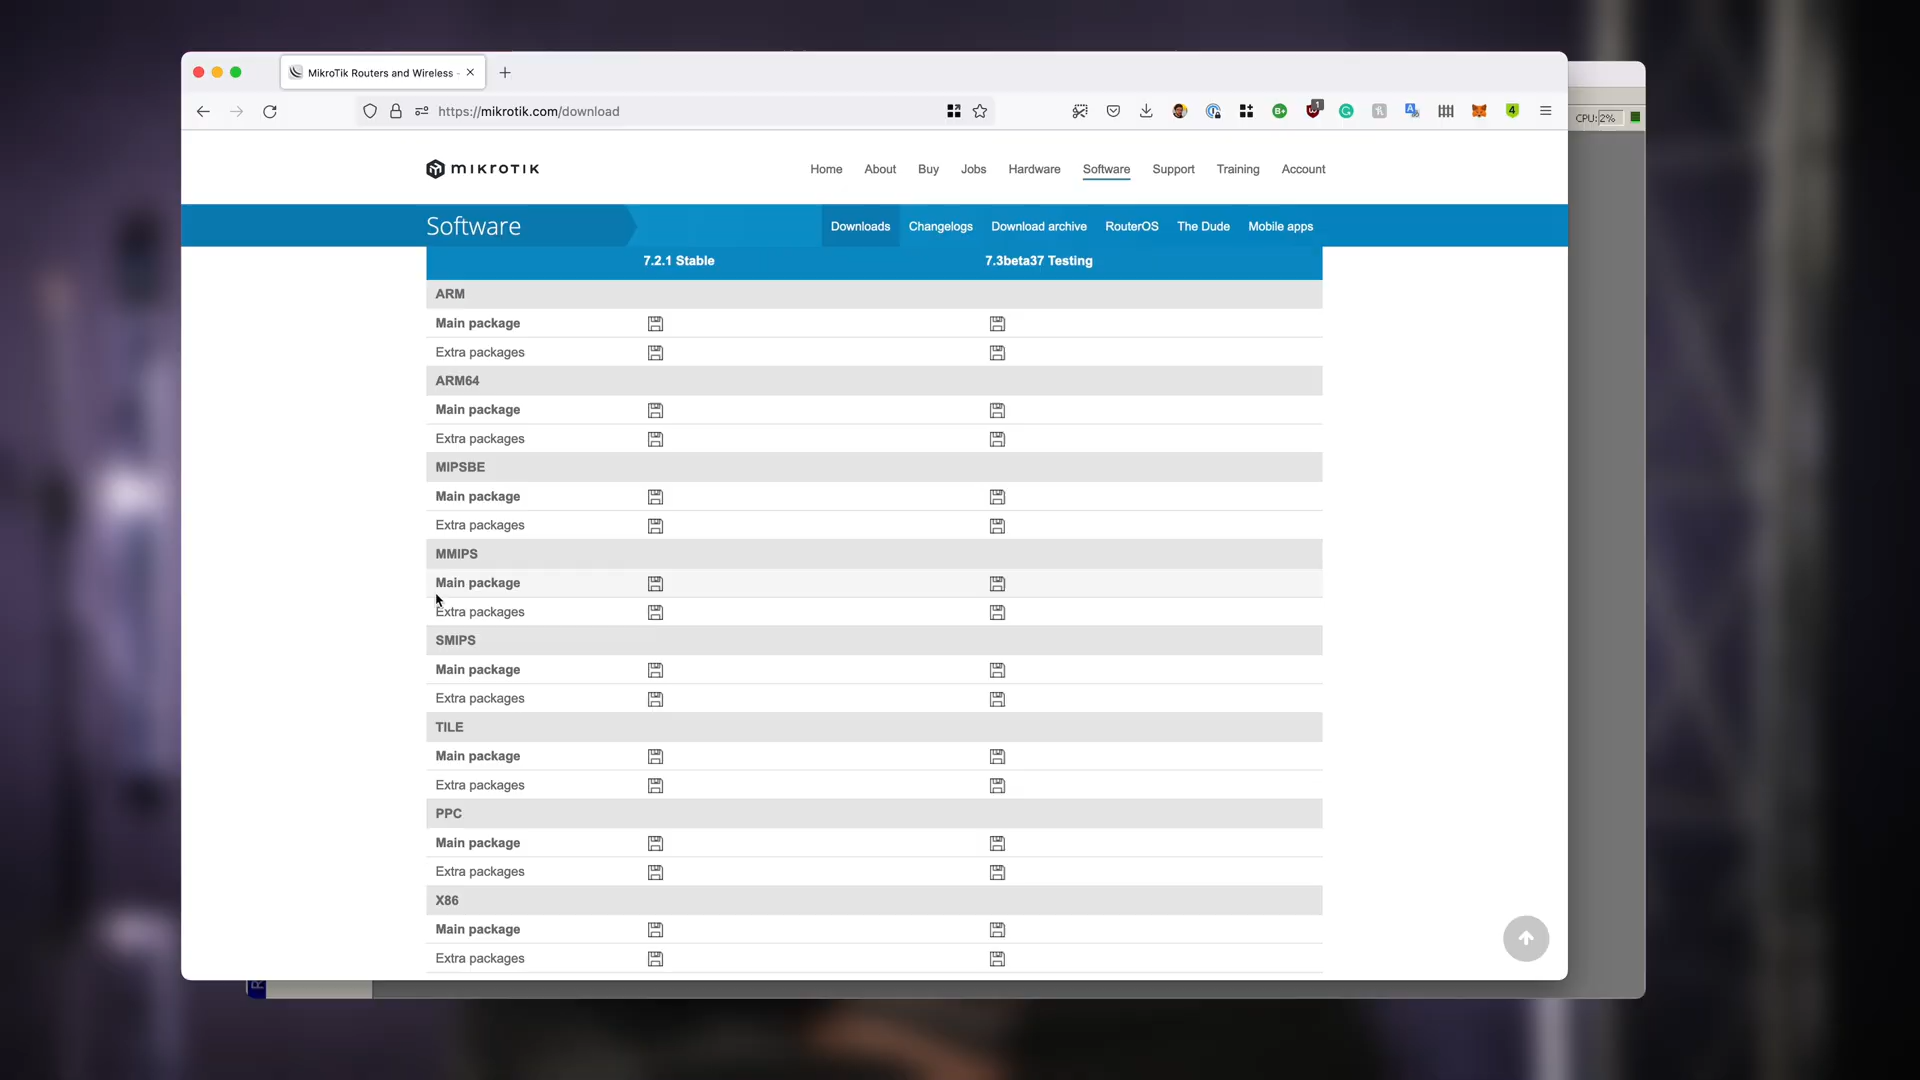 MikroTik Routers and Wireless -
https://mikrotik.com/download
1
4
CPU: 2%
mikrotik
Home About Buy Jobs Hardware Software Support Training Account
Software
Downloads Changelogs Download archive RouterOS The Dude Mobile apps
7.2.1 Stable 7.3beta37 Testing
ARM
Main package
Extra packages
ARM64
Main package
Extra packages
MIPSBE
Main package
Extra packages
MMIPS
Main package
Extra packages
SMIPS
Main package
Extra packages
TILE
Main package
Extra packages
PPC
Main package
Extra packages
X86
Main package
Extra packages